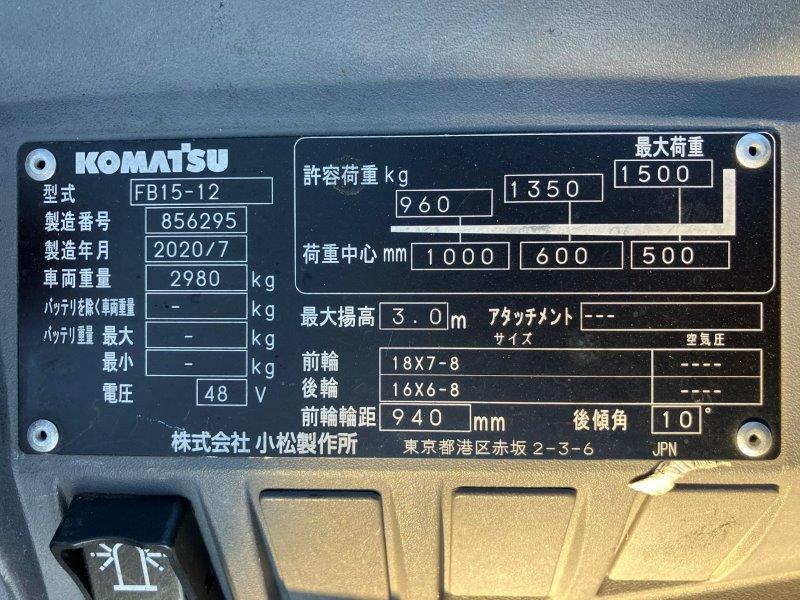 KOMATSU
型式 FB15-12
製造番号 856295
製造年月 2020/7
車両重量 2980 kg
バッテリを除く車両重量 - kg
バッテリ重量 最大 - kg
最小 - kg
電圧 48 V
最大荷重
許容荷重 kg 960 1350 1500
荷重中心 mm 1000 600 500
最大揚高 3.0 m アタッチメント ---
サイズ 空気圧
前輪 18X7-8 ----
後輪 16X6-8 ----
前輪輪距 940 mm 後傾角 10°
株式会社 小松製作所 東京都港区赤坂2-3-6 JPN